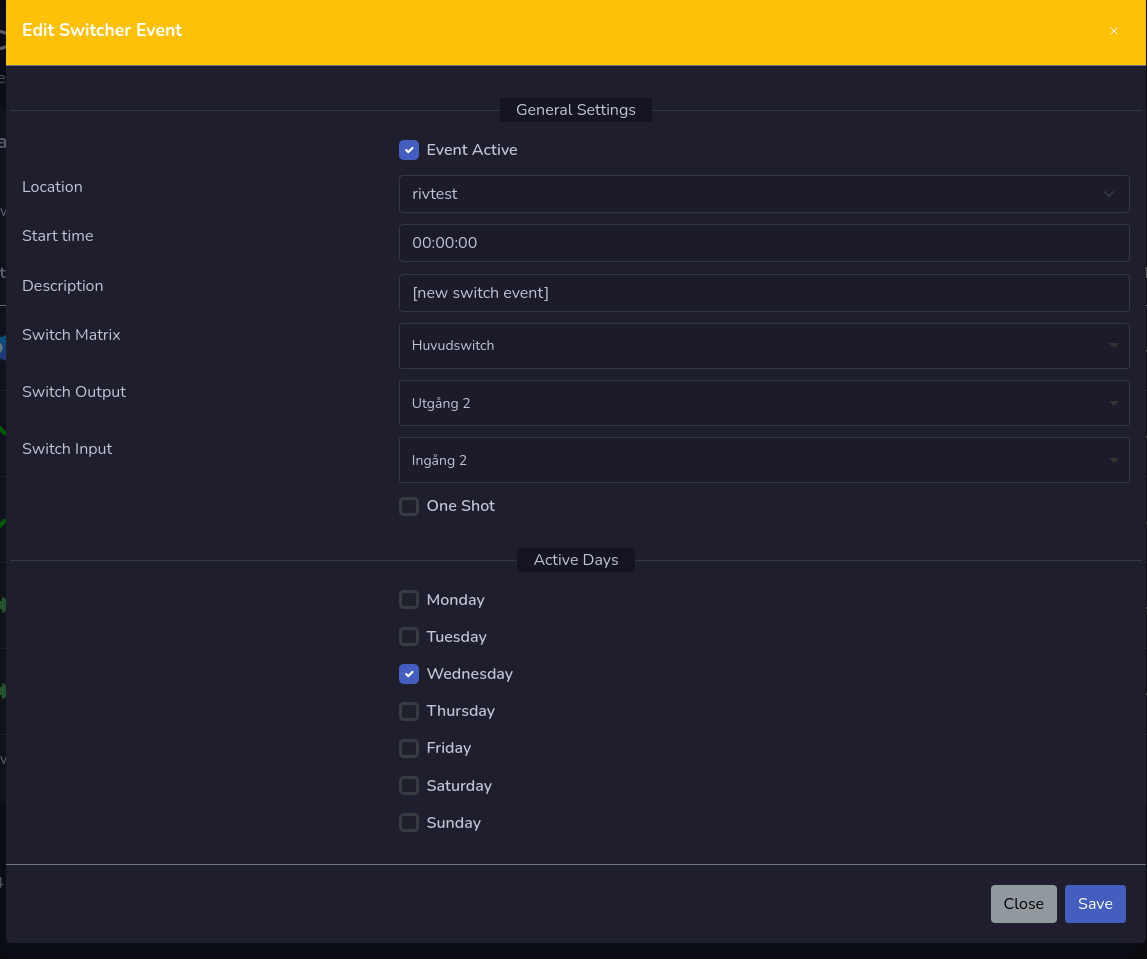 Edit Switcher Event
×
General Settings
Event Active
Location
rivtest
Start time
00:00:00
Description
[new switch event]
Switch Matrix
Huvudswitch
Switch Output
Utgång 2
Switch Input
Ingång 2
One Shot
Active Days
Monday
Tuesday
Wednesday
Thursday
Friday
Saturday
Sunday
Close
Save